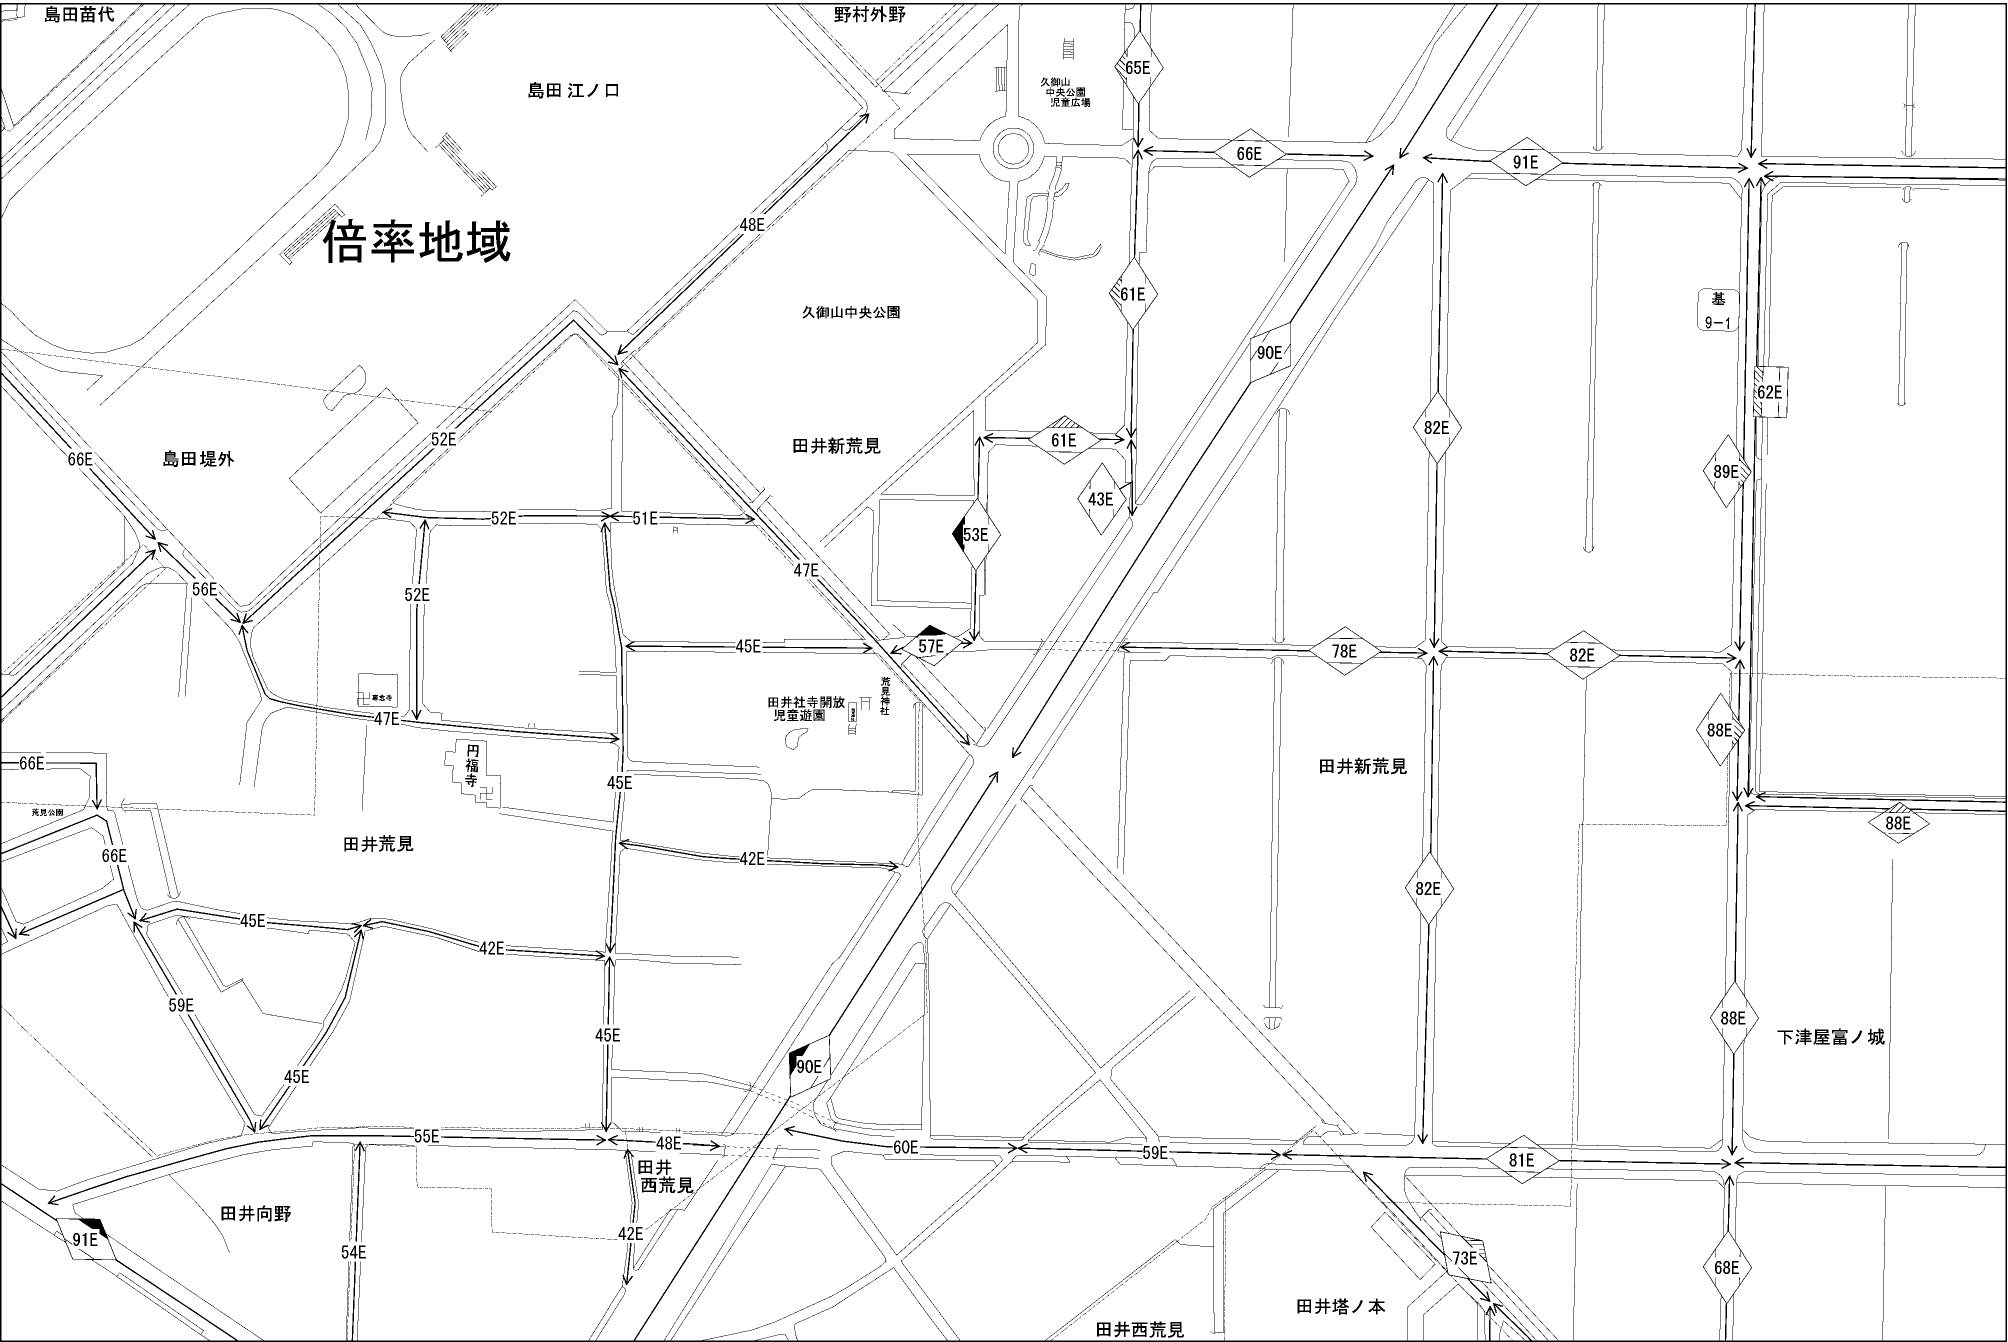 島田苗代
野村外野
65E
島田 江ノ口
久御山
中央公園
児童広場
66E
91E
48E
倍率地域
61E
基
9-1
久御山中央公園
90E
62E
52E
82E
61E
田井新荒見
66E
島田堤外
89E
43E
52E
51E
53E
47E
56E
52E
45E
57E
78E
82E
荒見神社
田井社寺開放
児童遊園
47E
88E
円福寺
66E
45E
田井新荒見
荒見公園
88E
田井荒見
66E
42E
82E
45E
42E
59E
88E
45E
下津屋富ノ城
90E
45E
55E
48E
60E
59E
81E
田井
西荒見
田井向野
42E
91E
54E
73E
68E
田井塔ノ本
田井西荒見